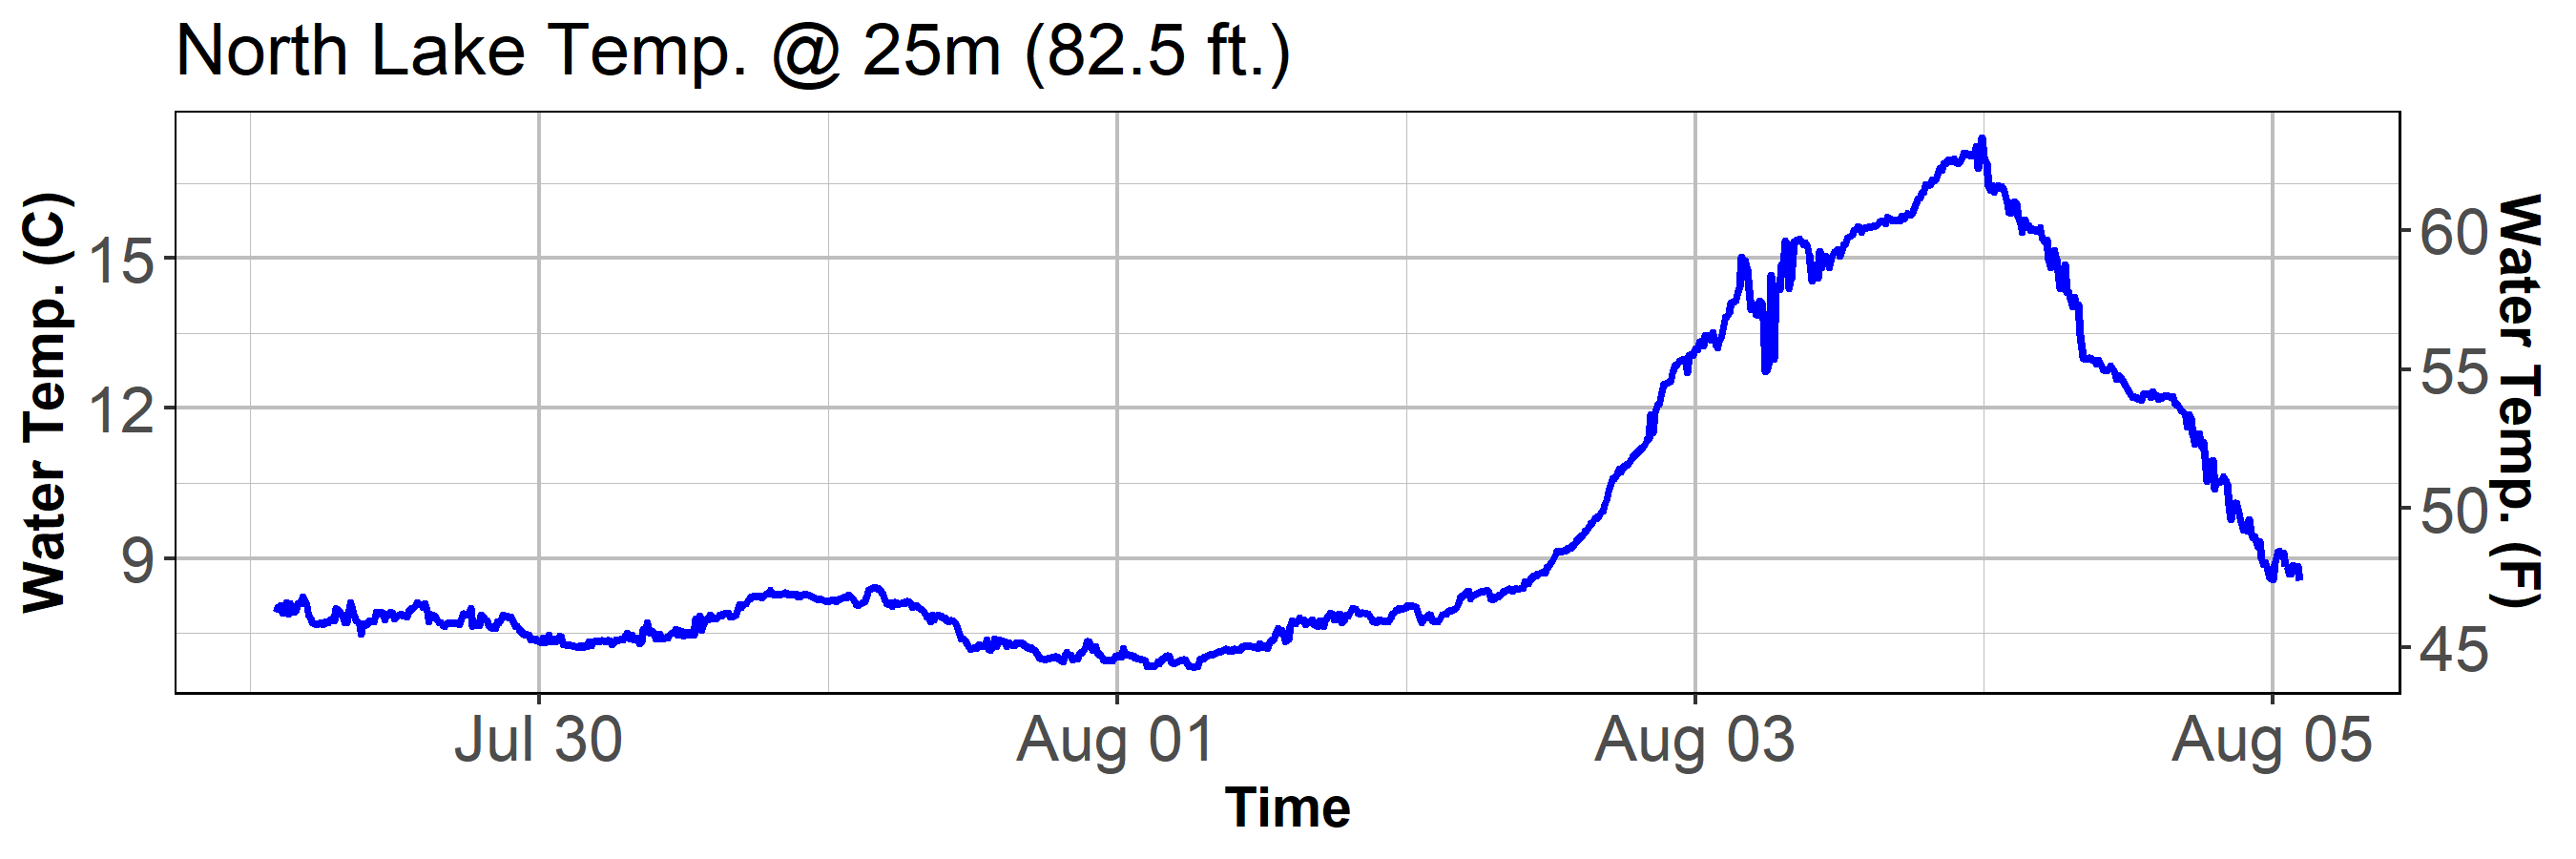 North Lake Temp. @ 25m (82.5 ft.)
Water Temp. (C)
15
12
9
60
55
50
45
Water Temp. (F)
Jul 30
Aug 01
Aug 03
Aug 05
Time